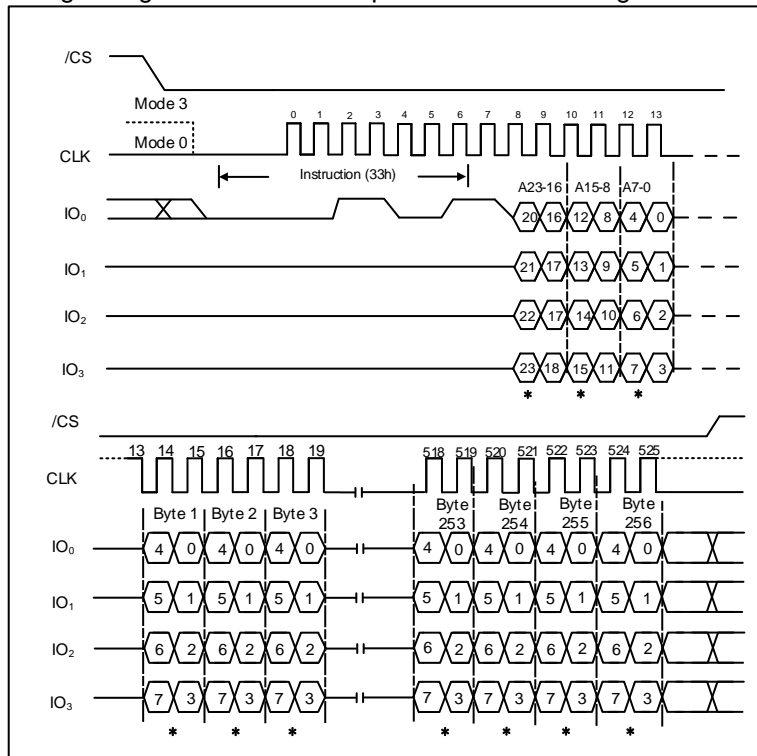 /CS
Mode 3
Mode 0
CLK
0 1 2 3 4 5 6 7 8 9 10 11 12 13
Instruction (33h)
A23-16 A15-8 A7-0
IO0 20 16 12 8 4 0
IO1 21 17 13 9 5 1
IO2 22 17 14 10 6 2
IO3 23 18 15 11 7 3
* * *
/CS
13 14 15 16 17 18 19 518 519 520 521 522 523 524 525
CLK
Byte 1 Byte 2 Byte 3 Byte 253 Byte 254 Byte 255 Byte 256
IO0 4 0 4 0 4 0 4 0 4 0 4 0 4 0
IO1 5 1 5 1 5 1 5 1 5 1 5 1 5 1
IO2 6 2 6 2 6 2 6 2 6 2 6 2 6 2
IO3 7 3 7 3 7 3 7 3 7 3 7 3 7 3
* * * * * * *